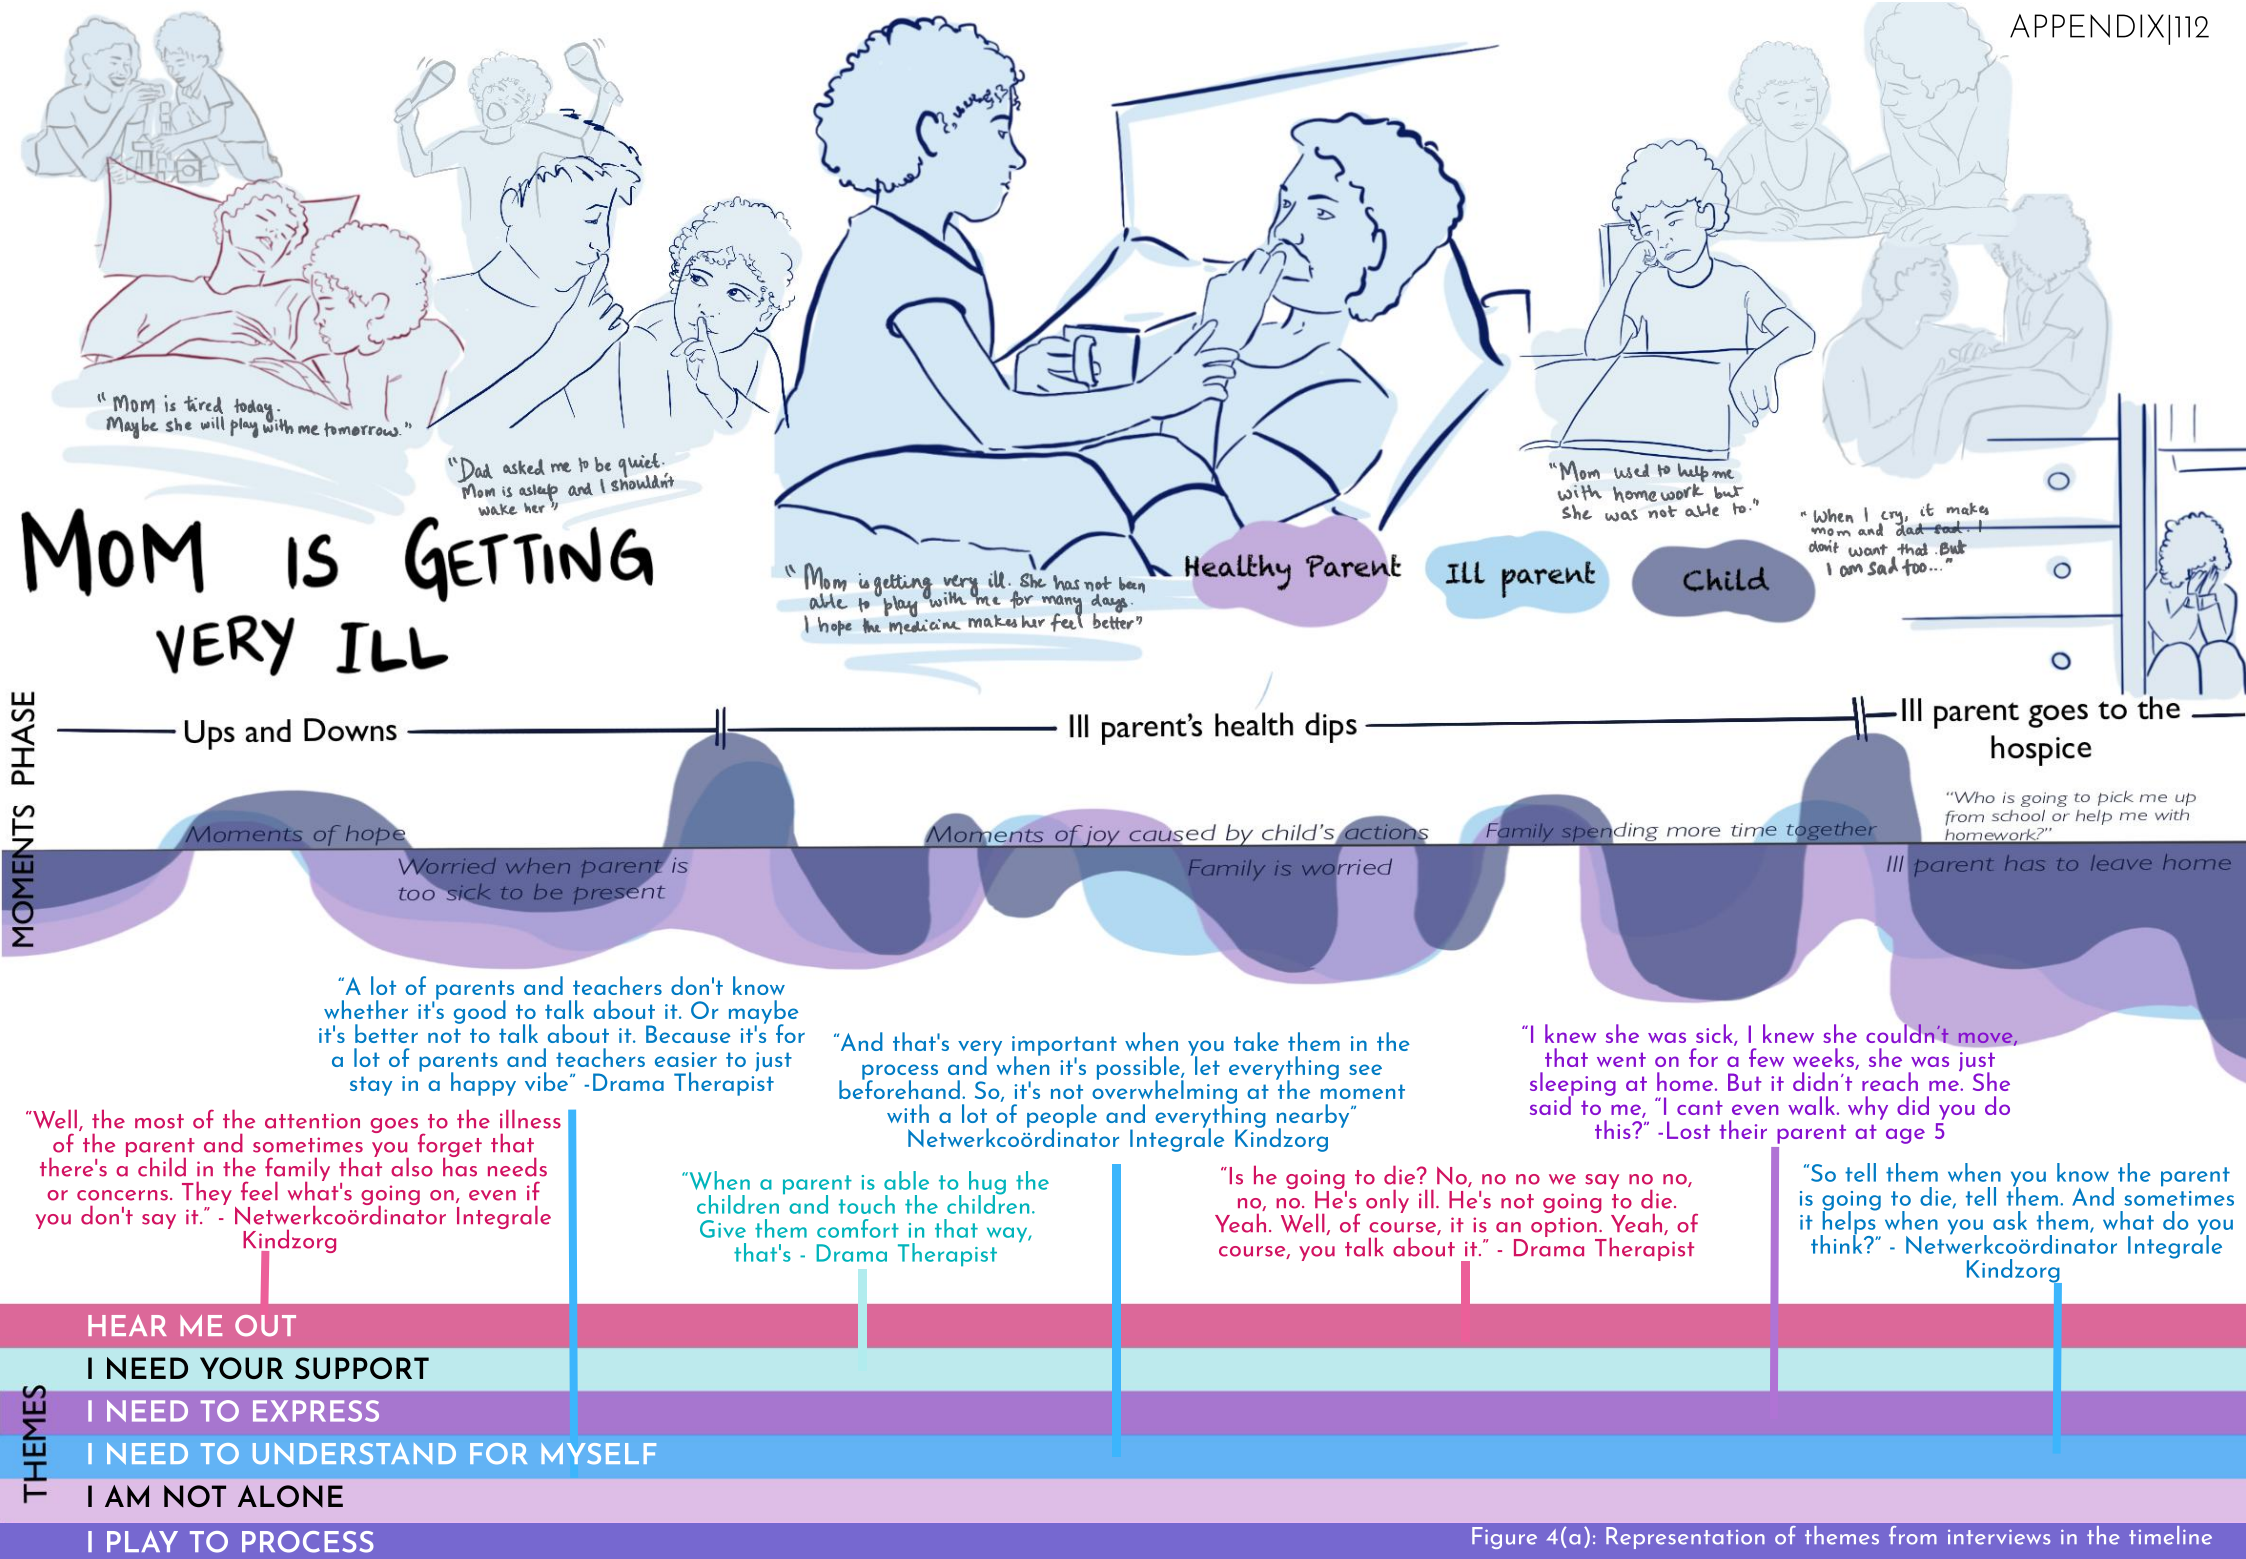 APPENDIX|112
"Mom is tired today.
Maybe she will play with me tomorrow."
"Dad asked me to be quiet.
Mom is asleep and I shouldn't
wake her"
MOM IS GETTING
VERY ILL
"Mom is getting very ill. She has not been
able to play with me for many days.
I hope the medicine makes her feel better"
"Mom used to help me
with homework but
She was not able to."
"When I cry, it makes
mom and dad sad. I
don't want that. But
I am sad too..."
Healthy Parent
Ill parent
Child
MOMENTS PHASE
Ups and Downs
Ill parent's health dips
Ill parent goes to the
hospice
Moments of hope
Worried when parent is
too sick to be present
Moments of joy caused by child's actions
Family is worried
Family spending more time together
"Who is going to pick me up
from school or help me with
homework?"
Ill parent has to leave home
"A lot of parents and teachers don't know
whether it's good to talk about it. Or maybe
it's better not to talk about it. Because it's for
a lot of parents and teachers easier to just
stay in a happy vibe" -Drama Therapist
"Well, the most of the attention goes to the illness
of the parent and sometimes you forget that
there's a child in the family that also has needs
or concerns. They feel what's going on, even if
you don't say it." - Netwerkcoördinator Integrale
Kindzorg
"And that's very important when you take them in the
process and when it's possible, let everything see
beforehand. So, it's not overwhelming at the moment
with a lot of people and everything nearby"
Netwerkcoördinator Integrale Kindzorg
"When a parent is able to hug the
children and touch the children.
Give them comfort in that way,
that's - Drama Therapist
"Is he going to die? No, no no we say no no,
no, no. He's only ill. He's not going to die.
Yeah. Well, of course, it is an option. Yeah, of
course, you talk about it." - Drama Therapist
"I knew she was sick, I knew she couldn't move,
that went on for a few weeks, she was just
sleeping at home. But it didn't reach me. She
said to me, "I cant even walk. why did you do
this?" -Lost their parent at age 5
"So tell them when you know the parent
is going to die, tell them. And sometimes
it helps when you ask them, what do you
think?" - Netwerkcoördinator Integrale
Kindzorg
THEMES
HEAR ME OUT
I NEED YOUR SUPPORT
I NEED TO EXPRESS
I NEED TO UNDERSTAND FOR MYSELF
I AM NOT ALONE
I PLAY TO PROCESS
Figure 4(a): Representation of themes from interviews in the timeline